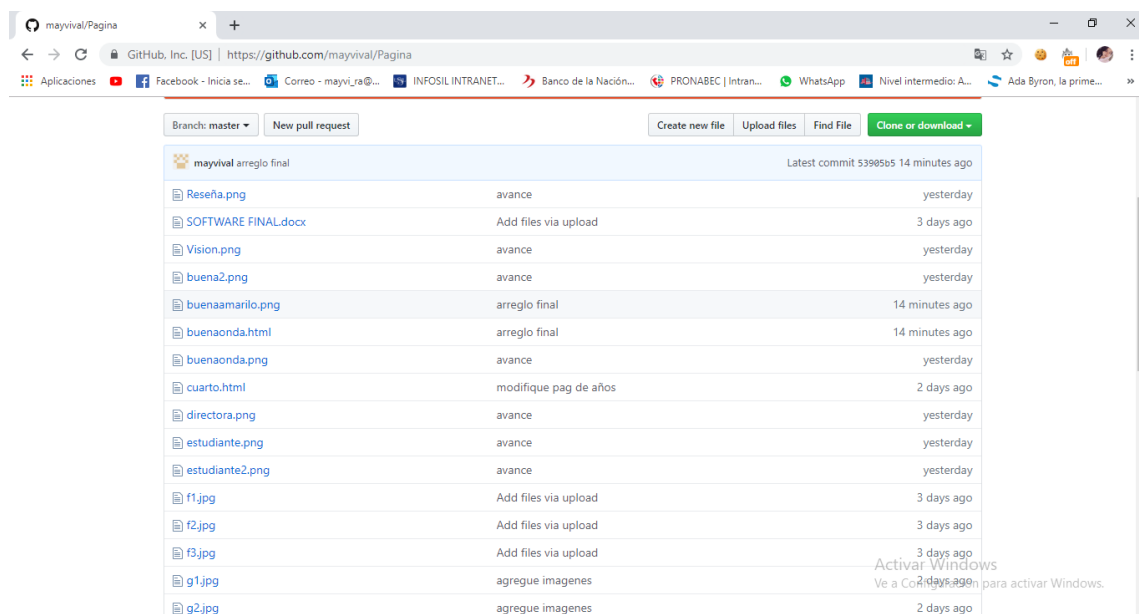 mayvival/Pagina
GitHub, Inc. [US] | https://github.com/mayvival/Pagina
Aplicaciones Facebook - Inicia se... Correo - mayvi_ra@... INFOSIL INTRANET... Banco de la Nación... PRONABEC | Intran... WhatsApp Nivel intermedio: A... Ada Byron, la prime... »
off
Branch: master New pull request Create new file Upload files Find File Clone or download
mayvival arreglo final Latest commit 53905b5 14 minutes ago
Reseña.png avance yesterday
SOFTWARE FINAL.docx Add files via upload 3 days ago
Vision.png avance yesterday
buena2.png avance yesterday
buenaamarilo.png arreglo final 14 minutes ago
buenaonda.html arreglo final 14 minutes ago
buenaonda.png avance yesterday
cuarto.html modifique pag de años 2 days ago
directora.png avance yesterday
estudiante.png avance yesterday
estudiante2.png avance yesterday
f1.jpg Add files via upload 3 days ago
f2.jpg Add files via upload 3 days ago
f3.jpg Add files via upload 3 days ago
Activar Windows
g1.jpg agregue imagenes 2 days ago
Ve a Configuración para activar Windows.
g2.jpg agregue imagenes 2 days ago